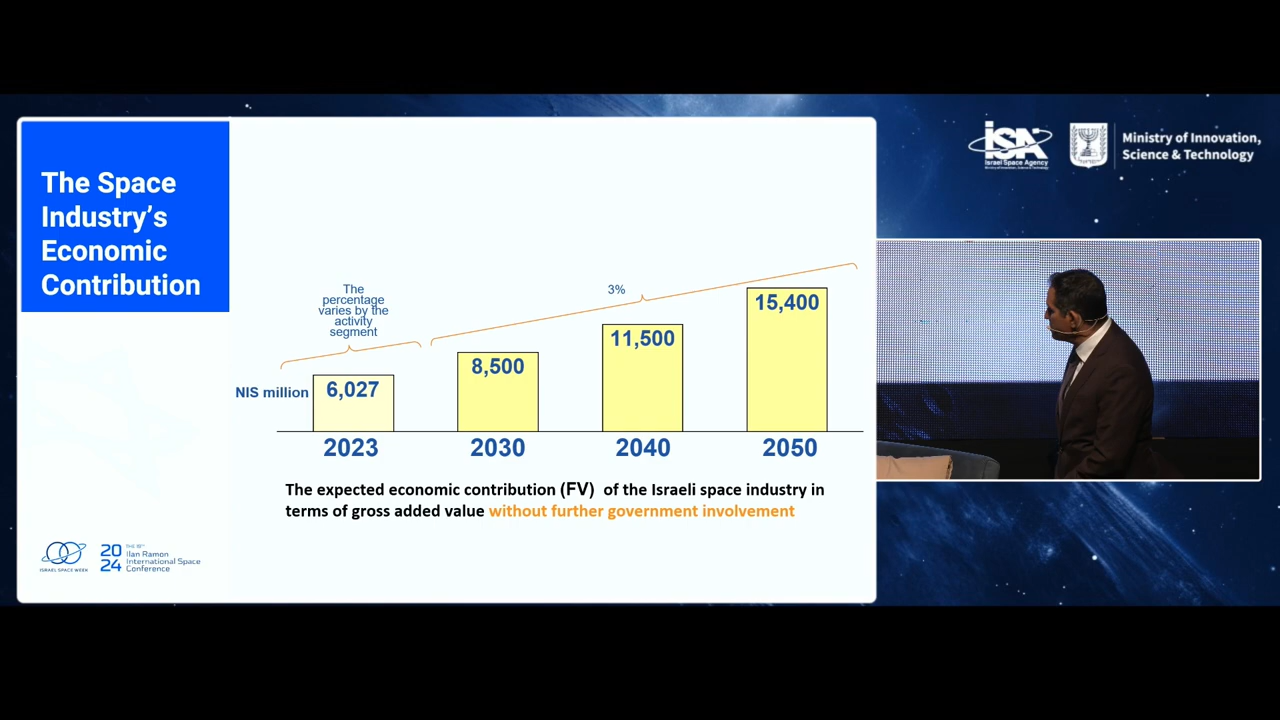 The Space
Industry’s
Economic
Contribution
The
percentage
varies by the
activity
segment
3%
NIS million
6,027
8,500
11,500
15,400
2023
2030
2040
2050
The expected economic contribution (FV) of the Israeli space industry in
terms of gross added value without further government involvement
ISRAEL SPACE WEEK
20
24
Ilan Ramon
International Space
Conference
iSA
Israel Space Agency
Ministry of Innovation,
Science & Technology